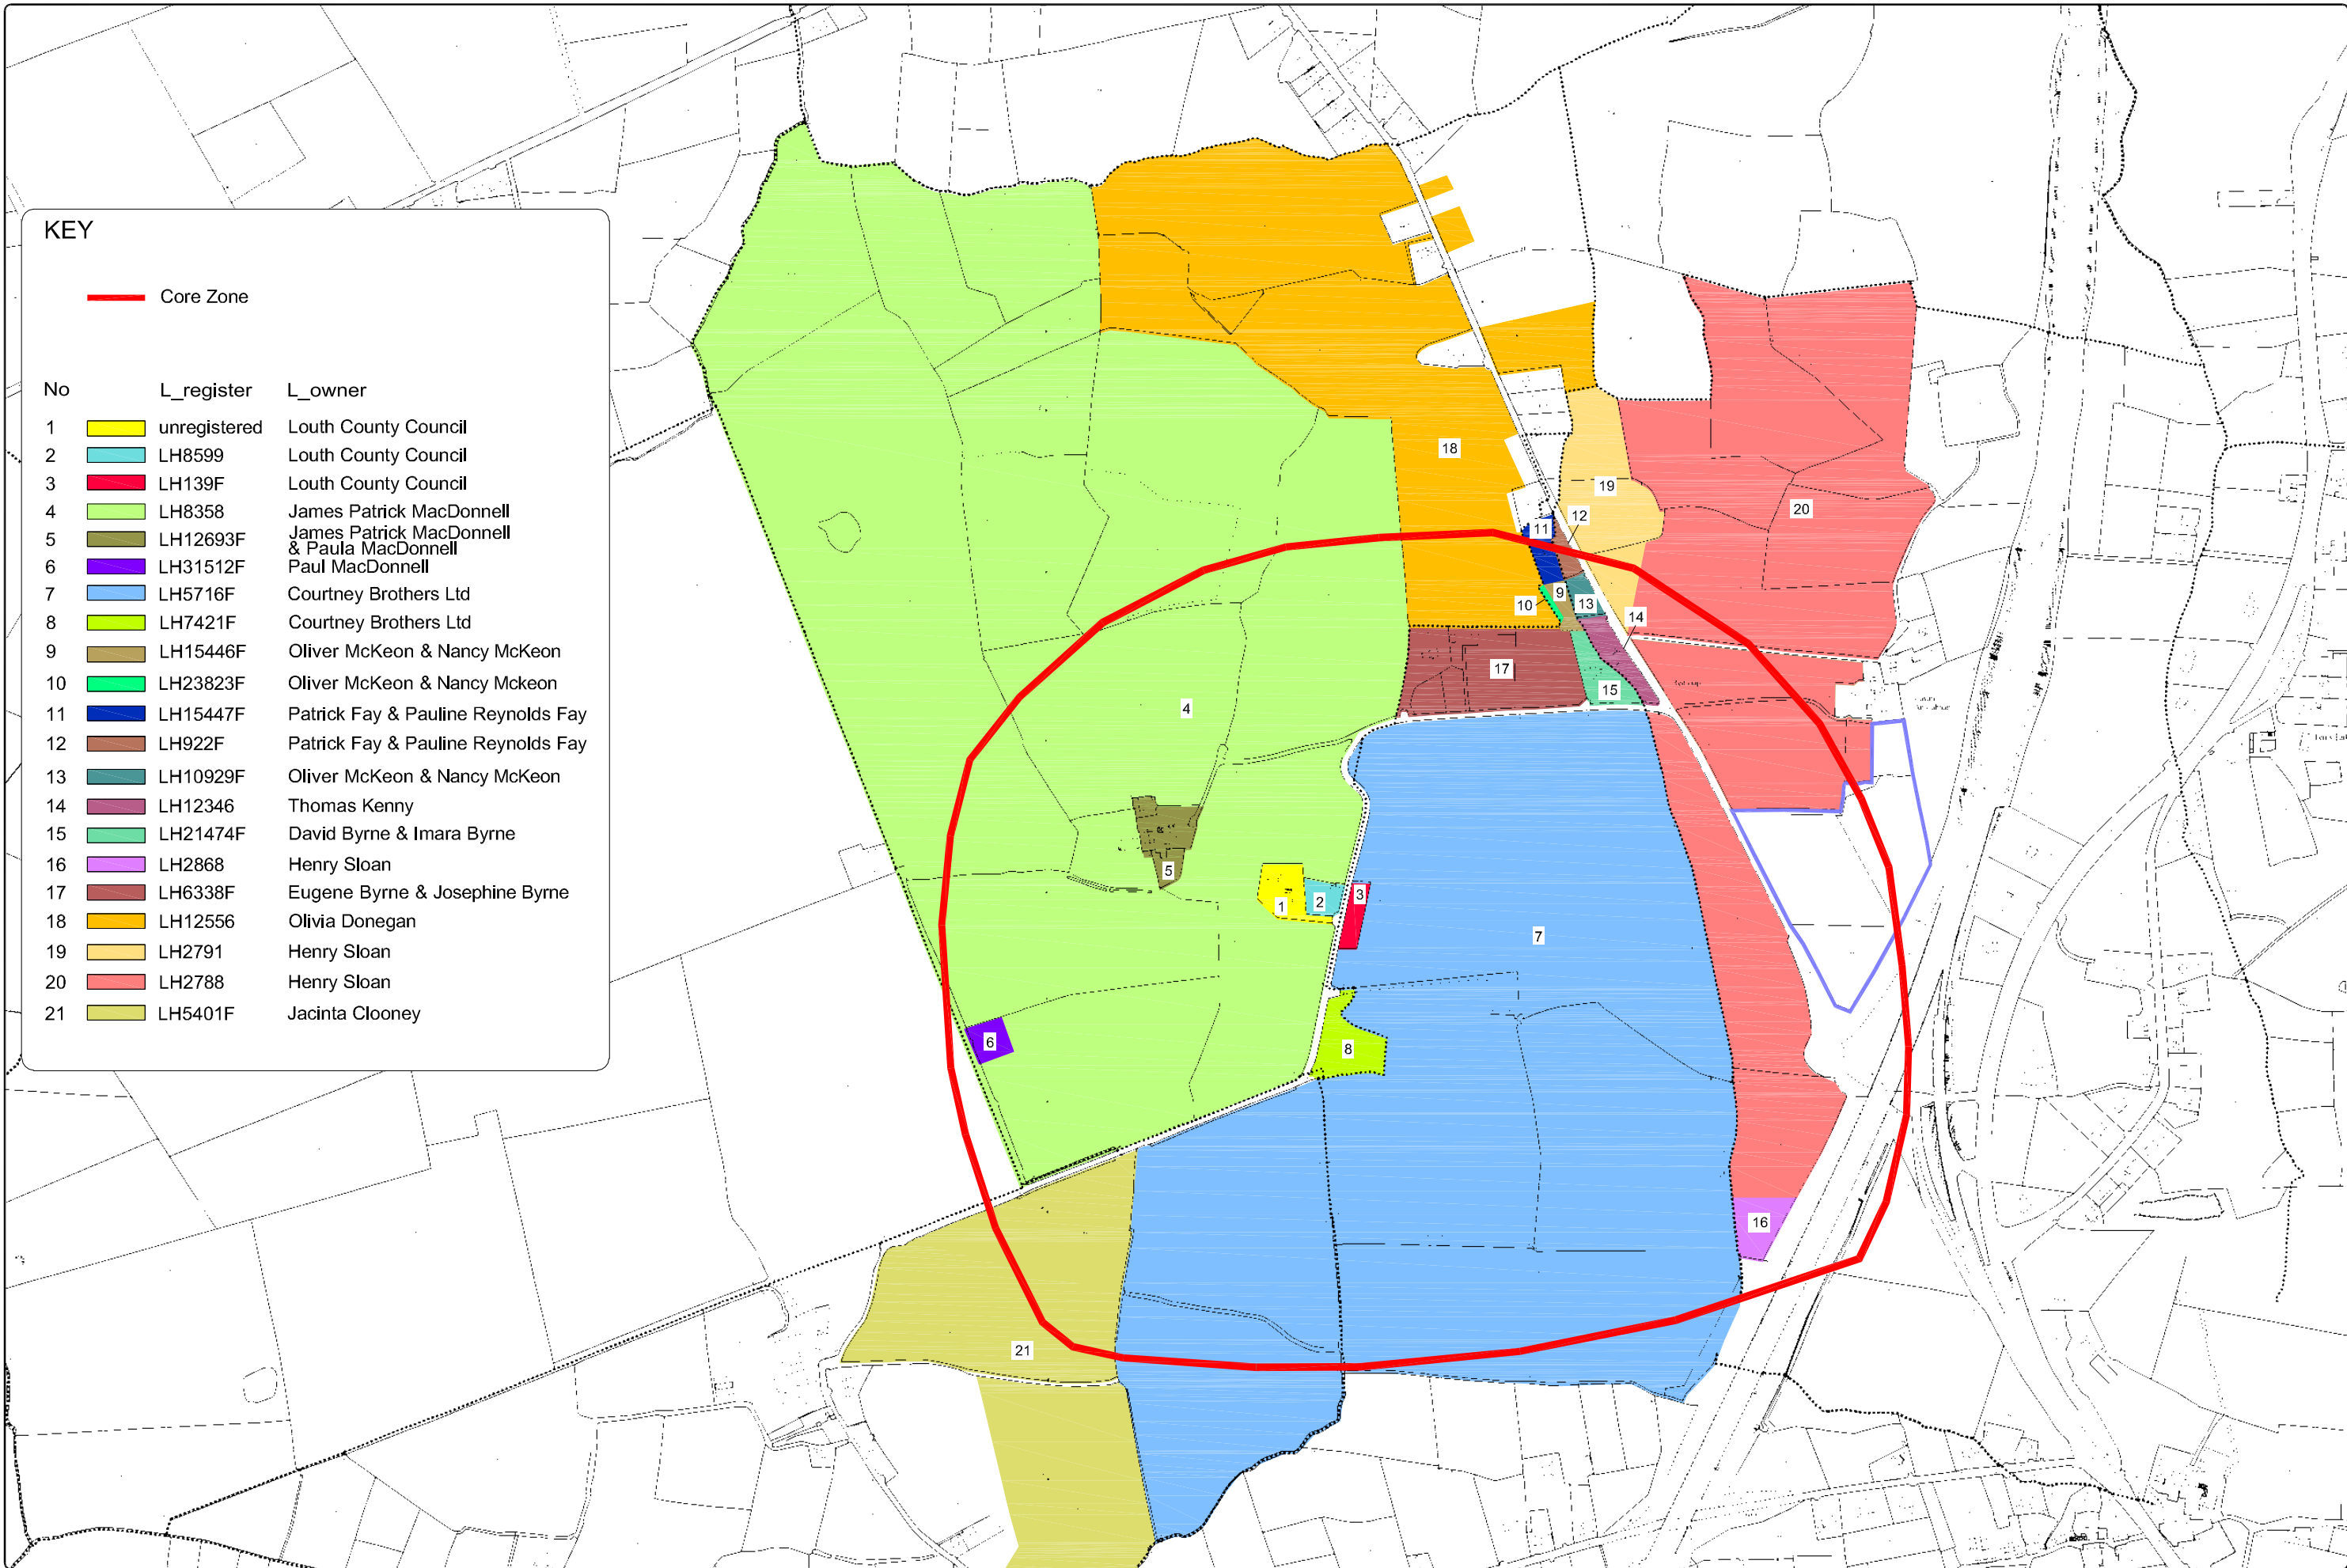 KEY
Core Zone
No L_register L_owner
1 unregistered Louth County Council
2 LH8599 Louth County Council
3 LH139F Louth County Council
4 LH8358 James Patrick MacDonnell
5 LH12693F James Patrick MacDonnell
& Paula MacDonnell
6 LH31512F Paul MacDonnell
7 LH5716F Courtney Brothers Ltd
8 LH7421F Courtney Brothers Ltd
9 LH15446F Oliver McKeon & Nancy McKeon
10 LH23823F Oliver McKeon & Nancy Mckeon
11 LH15447F Patrick Fay & Pauline Reynolds Fay
12 LH922F Patrick Fay & Pauline Reynolds Fay
13 LH10929F Oliver McKeon & Nancy McKeon
14 LH12346 Thomas Kenny
15 LH21474F David Byrne & Imara Byrne
16 LH2868 Henry Sloan
17 LH6338F Eugene Byrne & Josephine Byrne
18 LH12556 Olivia Donegan
19 LH2791 Henry Sloan
20 LH2788 Henry Sloan
21 LH5401F Jacinta Clooney
18
19
20
12
11
9
10
13
14
17
15
4
5
3
2
1
7
6
8
16
21